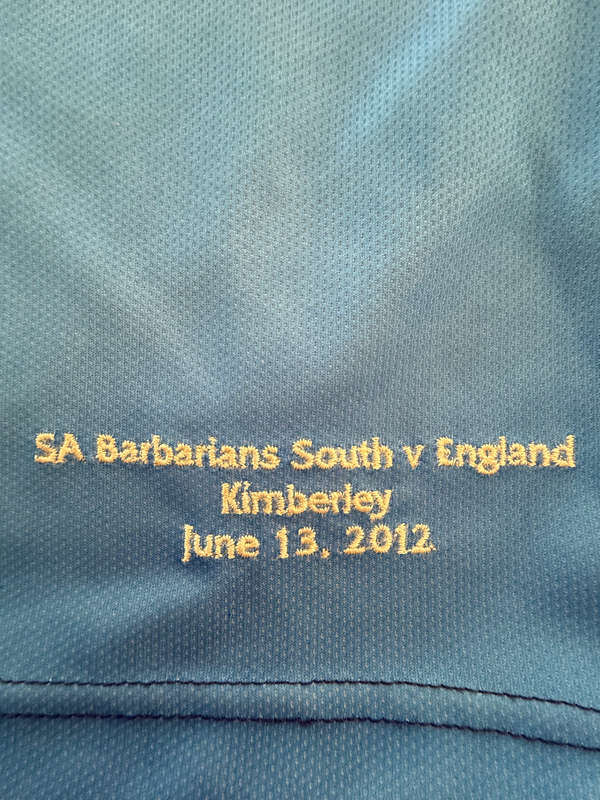 SA Barbarians South v England
Kimberley
June 13, 2012